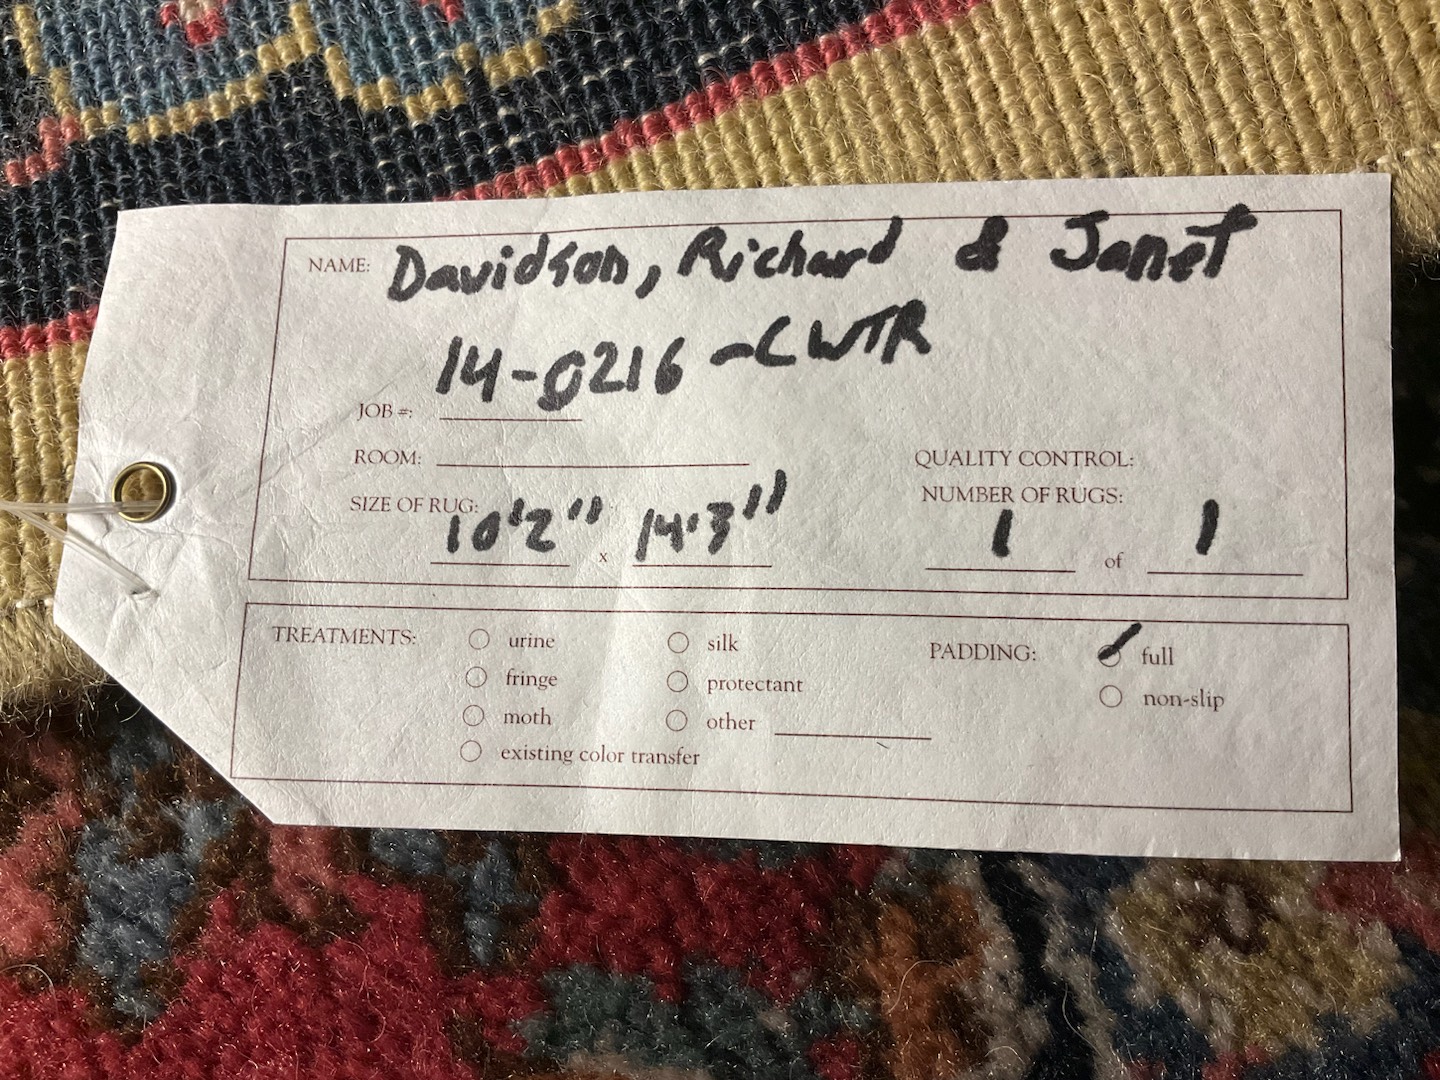 NAME: Davidson, Richard & Janet
14-0216-CWTR
JOB #:
ROOM:
QUALITY CONTROL:
SIZE OF RUG: 10'2" x 14'3"
NUMBER OF RUGS:
1 of 1
TREATMENTS:
urine
silk
fringe
protectant
moth
other
existing color transfer
PADDING:
full
non-slip